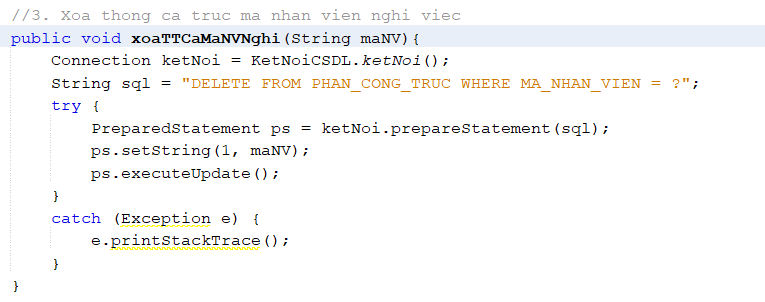 //3. Xoa thong ca truc ma nhan vien nghi viec
public void xoaTTCaMaNVNghi(String maNV){
    Connection ketNoi = KetNoiCSDL.ketNoi();
    String sql = "DELETE FROM PHAN_CONG_TRUC WHERE MA_NHAN_VIEN = ?";
    try {
        PreparedStatement ps = ketNoi.prepareStatement(sql);
        ps.setString(1, maNV);
        ps.executeUpdate();
    }
    catch (Exception e) {
        e.printStackTrace();
    }
}